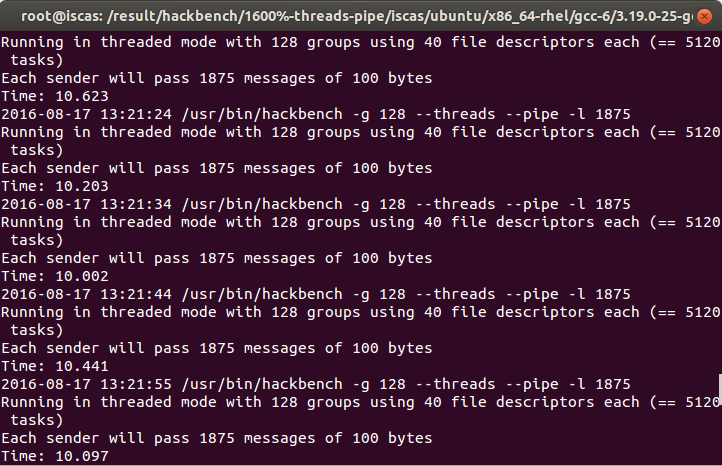 root@iscas: /result/hackbench/1600%-threads-pipe/iscas/ubuntu/x86_64-rhel/gcc-6/3.19.0-25-ge
Running in threaded mode with 128 groups using 40 file descriptors each (== 5120
 tasks)
Each sender will pass 1875 messages of 100 bytes
Time: 10.623
2016-08-17 13:21:24 /usr/bin/hackbench -g 128 --threads --pipe -l 1875
Running in threaded mode with 128 groups using 40 file descriptors each (== 5120
 tasks)
Each sender will pass 1875 messages of 100 bytes
Time: 10.203
2016-08-17 13:21:34 /usr/bin/hackbench -g 128 --threads --pipe -l 1875
Running in threaded mode with 128 groups using 40 file descriptors each (== 5120
 tasks)
Each sender will pass 1875 messages of 100 bytes
Time: 10.002
2016-08-17 13:21:44 /usr/bin/hackbench -g 128 --threads --pipe -l 1875
Running in threaded mode with 128 groups using 40 file descriptors each (== 5120
 tasks)
Each sender will pass 1875 messages of 100 bytes
Time: 10.441
2016-08-17 13:21:55 /usr/bin/hackbench -g 128 --threads --pipe -l 1875
Running in threaded mode with 128 groups using 40 file descriptors each (== 5120
 tasks)
Each sender will pass 1875 messages of 100 bytes
Time: 10.097